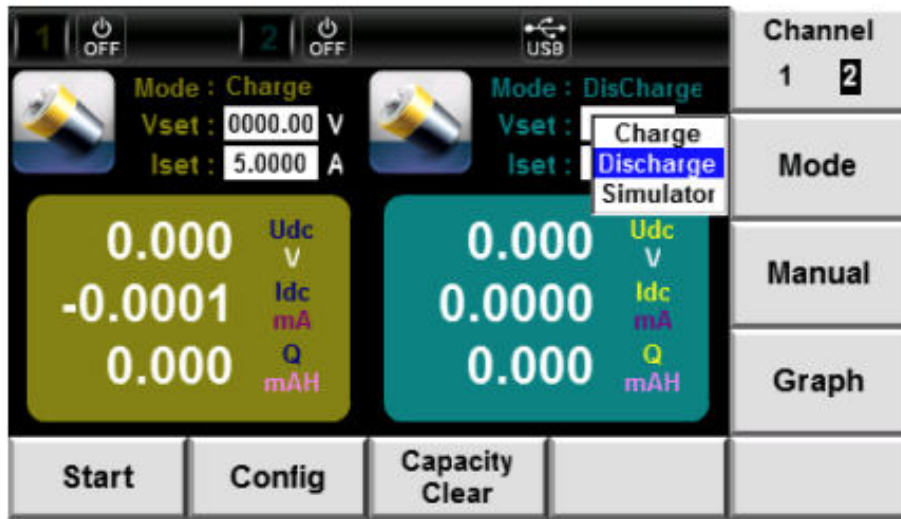 1 OFF 2 OFF USB
Mode : Charge
Vset : 0000.00 V
Iset : 5.0000 A
0.000 Udc V
-0.0001 Idc mA
0.000 Q mAH
Mode : DisCharge
Vset :
Iset :
Charge
Discharge
Simulator
0.000 Udc V
0.0000 Idc mA
0.000 Q mAH
Channel
1 2
Mode
Manual
Graph
Start
Config
Capacity
Clear